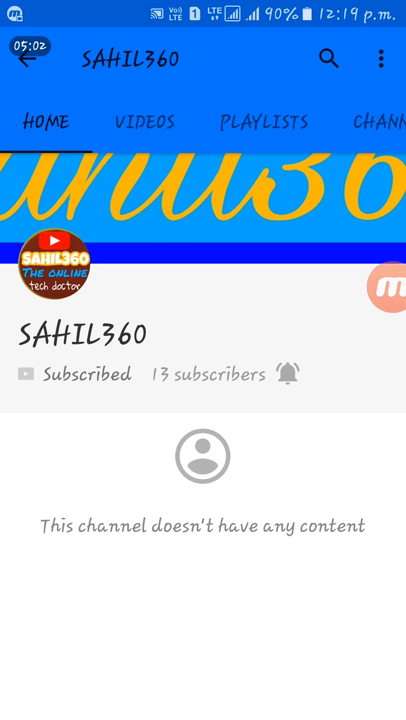 Vo) LTE 1 LTE 90% 12:19 p.m.
05:02
SAHIL360
HOME VIDEOS PLAYLISTS CHANN
ahil36
SAHIL360
The online
tech doctor
SAHIL360
Subscribed 13 subscribers
This channel doesn't have any content